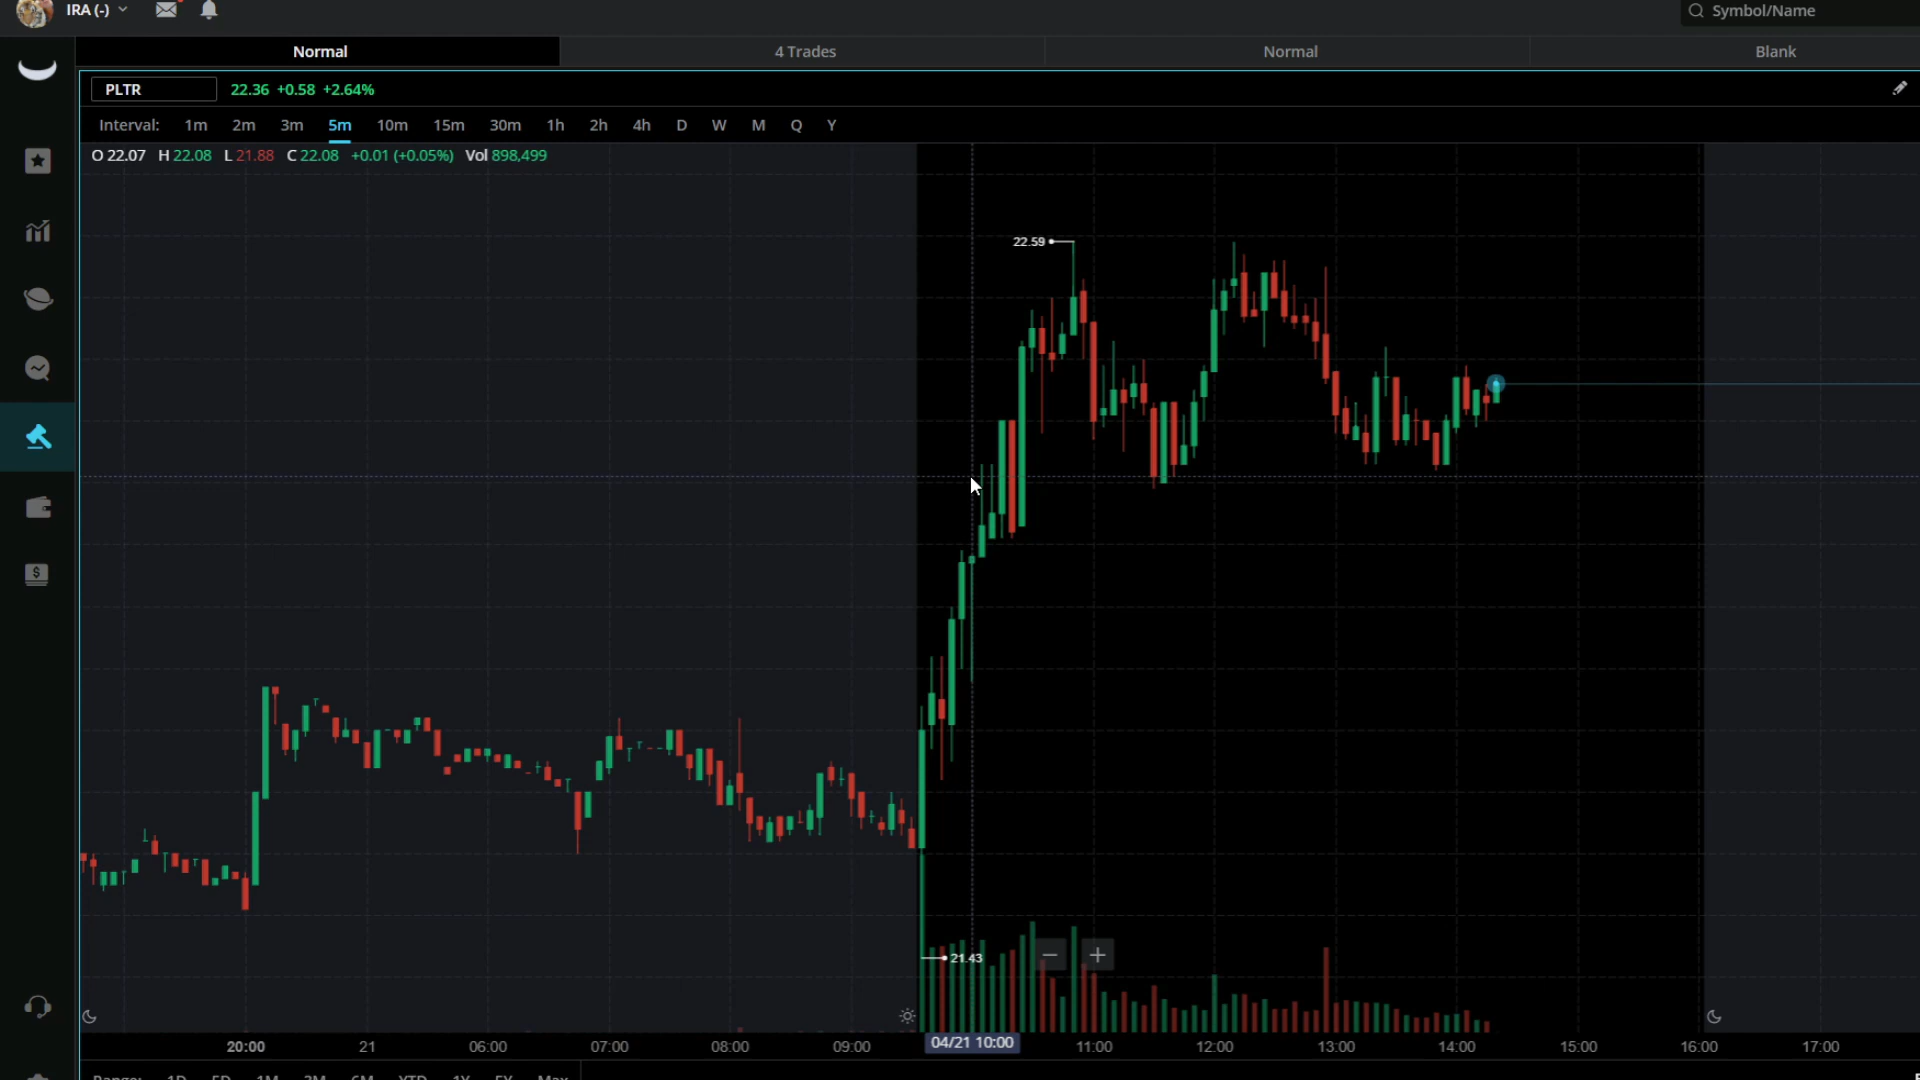 IRA (-)
Symbol/Name
Normal 4 Trades Normal Blank
PLTR 22.36 +0.58 +2.64%
Interval: 1m 2m 3m 5m 10m 15m 30m 1h 2h 4h D W M Q Y
O 22.07 H 22.08 L 21.88 C 22.08 +0.01 (+0.05%) Vol 898,499
22.59
21.43
20:00 21 06:00 07:00 08:00 09:00 04/21 10:00 11:00 12:00 13:00 14:00 15:00 16:00 17:00
Range: 1D 5D 1M 3M 6M YTD 1Y 5Y Max